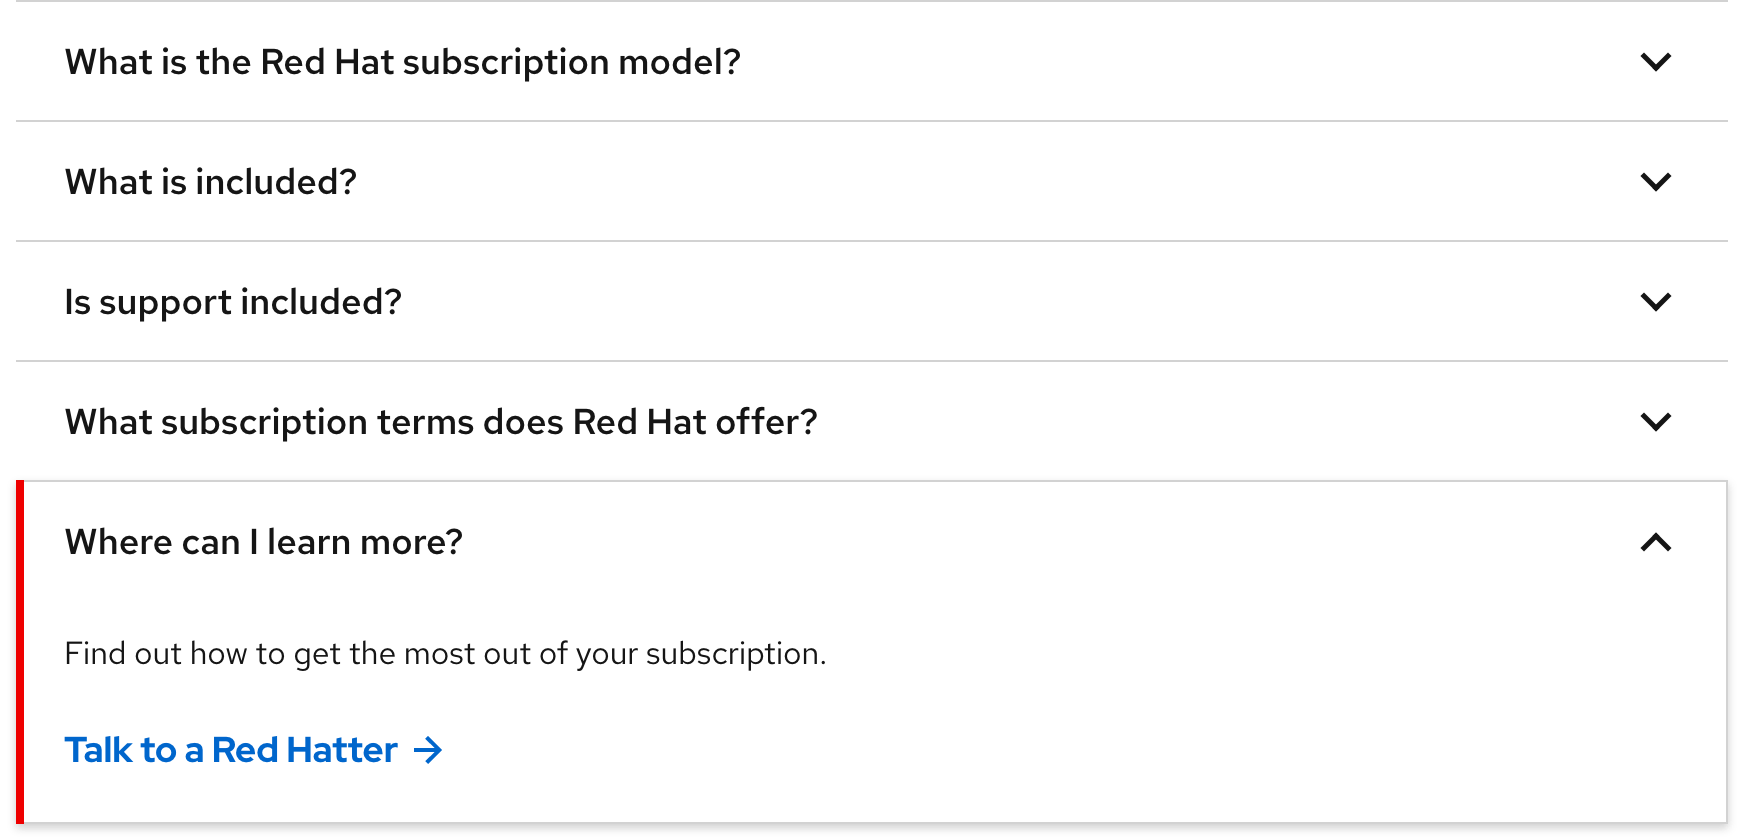 What is the Red Hat subscription model?
What is included?
Is support included?
What subscription terms does Red Hat offer?
Where can I learn more?
Find out how to get the most out of your subscription.
Talk to a Red Hatter →